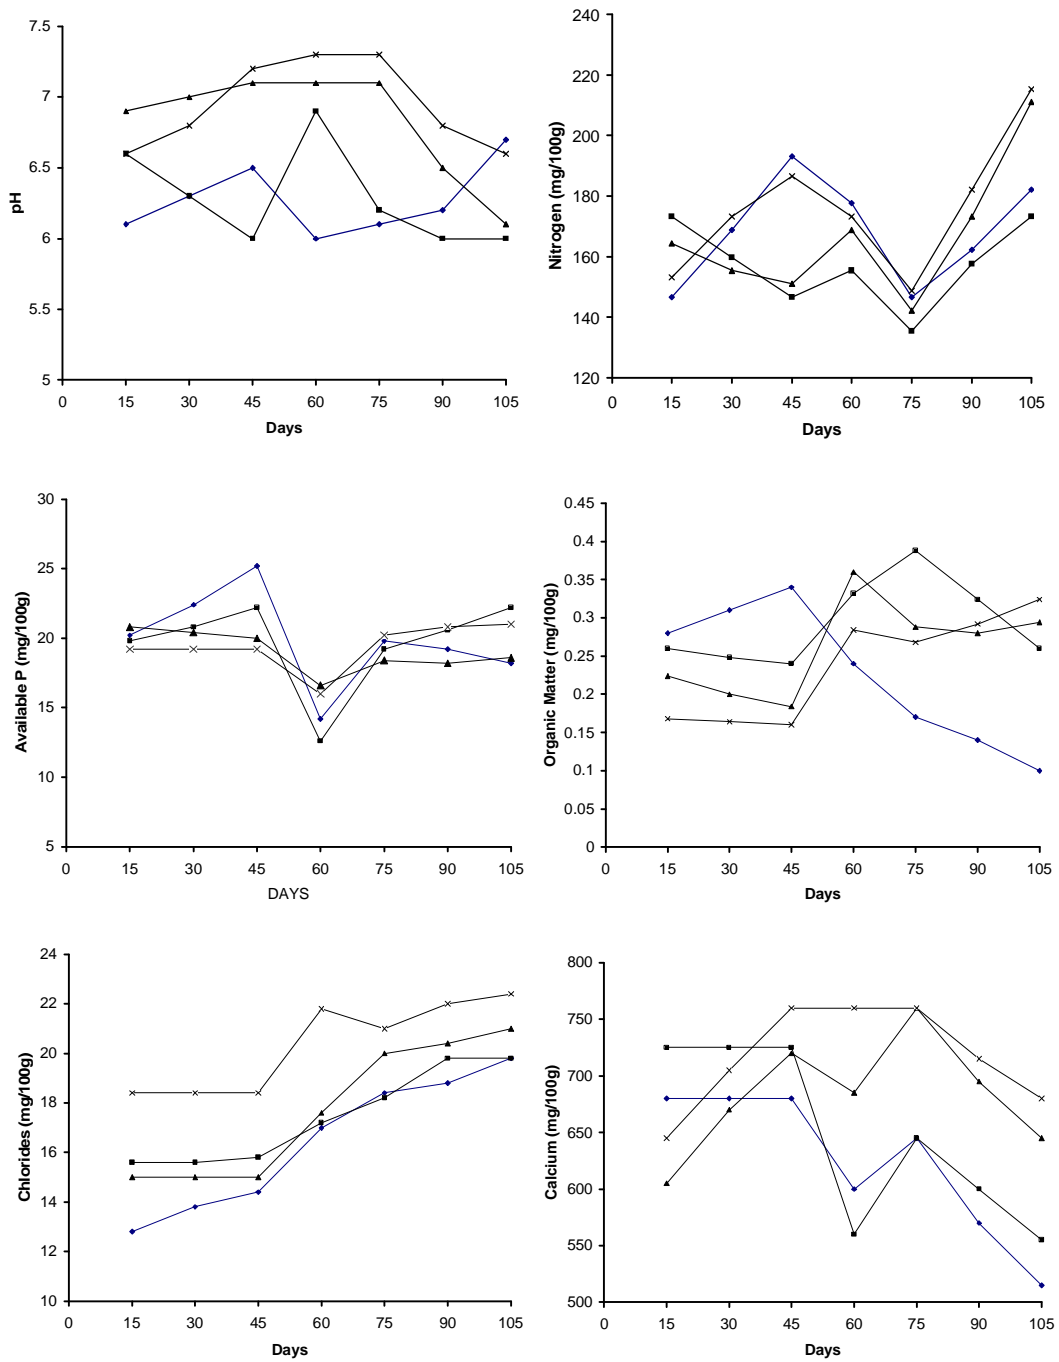 7.5
7
6.5
6
5.5
5
pH
0 15 30 45 60 75 90 105
Days
240
220
200
180
160
140
120
Nitrogen (mg/100g)
0 15 30 45 60 75 90 105
Days
30
25
20
15
10
5
Available P (mg/100g)
0 15 30 45 60 75 90 105
DAYS
0.45
0.4
0.35
0.3
0.25
0.2
0.15
0.1
0.05
0
Organic Matter (mg/100g)
0 15 30 45 60 75 90 105
Days
24
22
20
18
16
14
12
10
Chlorides (mg/100g)
0 15 30 45 60 75 90 105
Days
800
750
700
650
600
550
500
Calcium (mg/100g)
0 15 30 45 60 75 90 105
Days